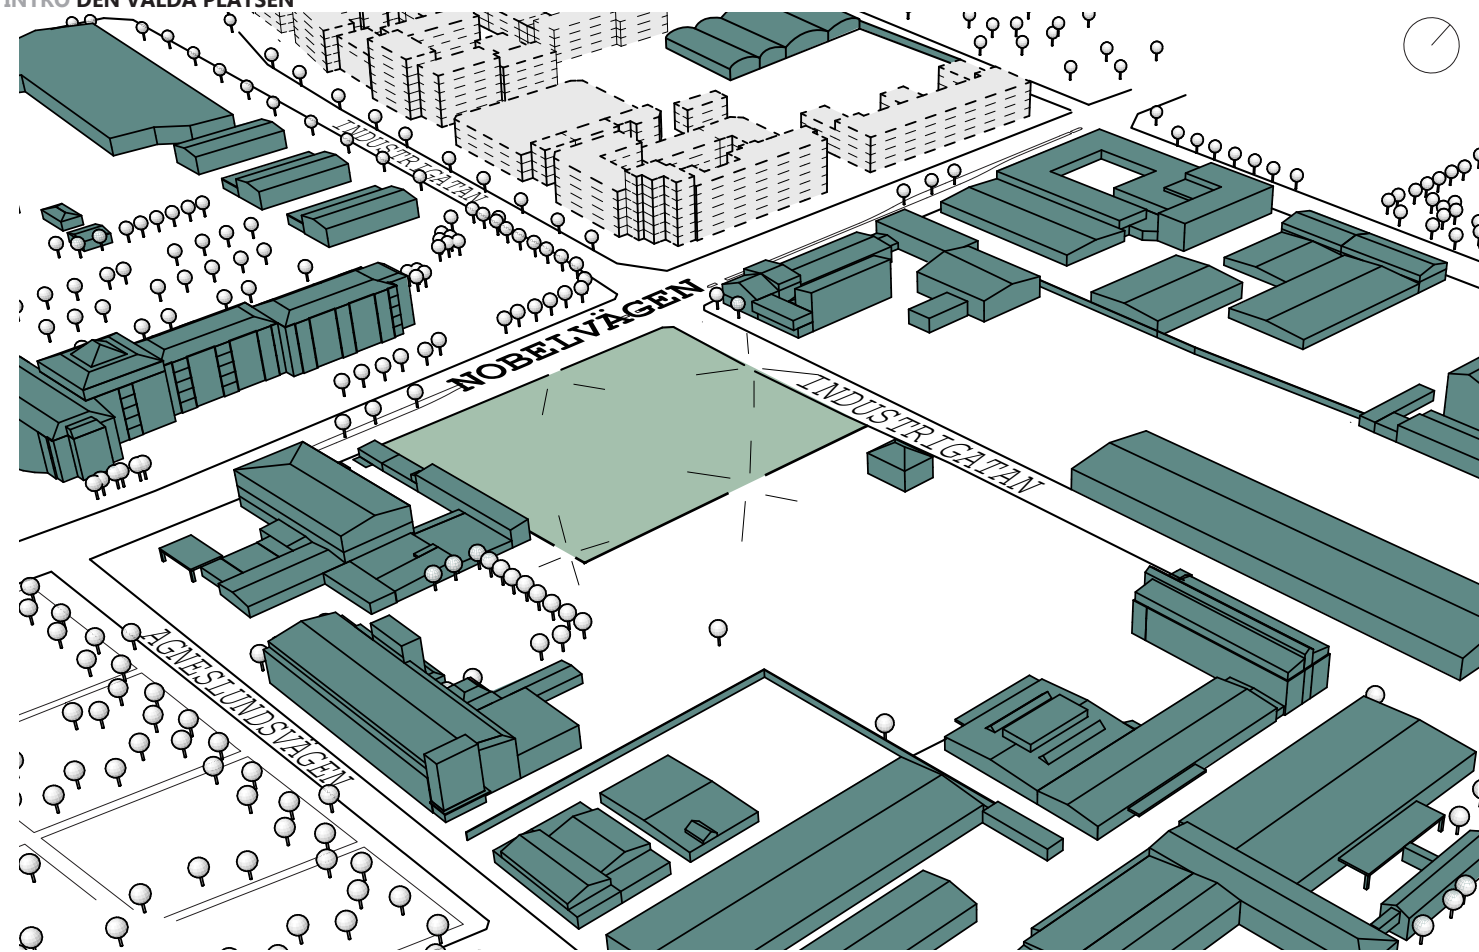 INTRO DEN VALDA PLATSEN
INDUSTRIGATAN
NOBELVÄGEN
INDUSTRIGATAN
AGNESLUNDSVÄGEN